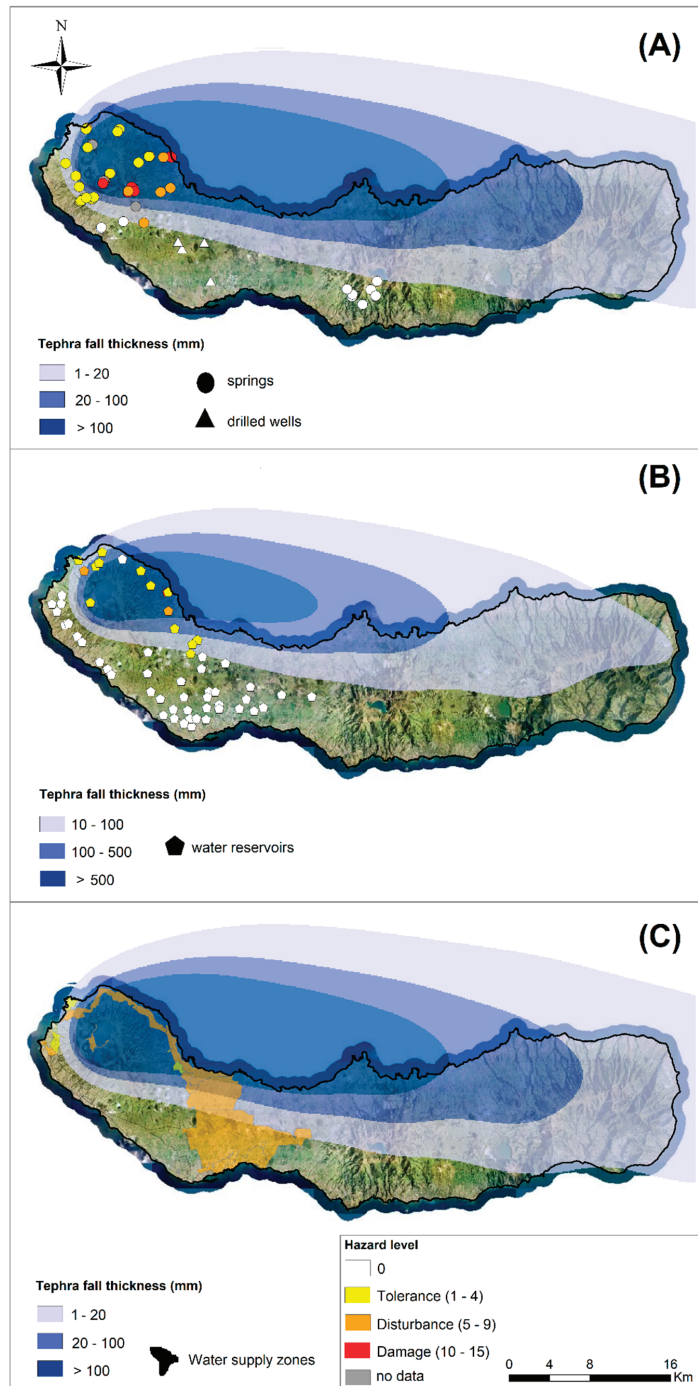 (A)
N
Tephra fall thickness (mm)
1 - 20
20 - 100
> 100
springs
drilled wells
(B)
Tephra fall thickness (mm)
10 - 100
100 - 500
> 500
water reservoirs
(C)
Tephra fall thickness (mm)
1 - 20
20 - 100
> 100
Water supply zones
Hazard level
0
Tolerance (1 - 4)
Disturbance (5 - 9)
Damage (10 - 15)
no data
0 4 8 16
Km